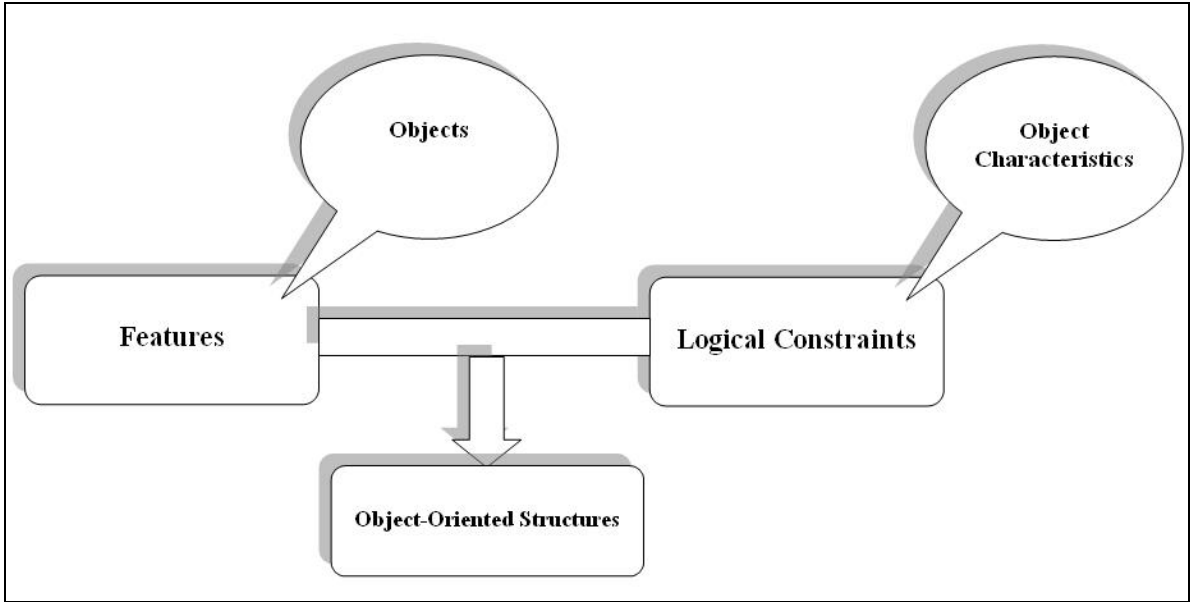 Objects
Object
Characteristics
Features
Logical Constraints
Object-Oriented Structures